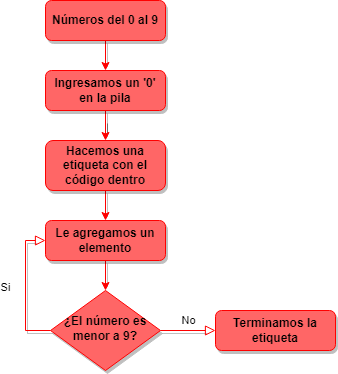 Números del 0 al 9
Ingresamos un '0'
en la pila
Hacemos una
etiqueta con el
código dentro
Le agregamos un
elemento
Si
¿El número es
menor a 9?
No
Terminamos la
etiqueta